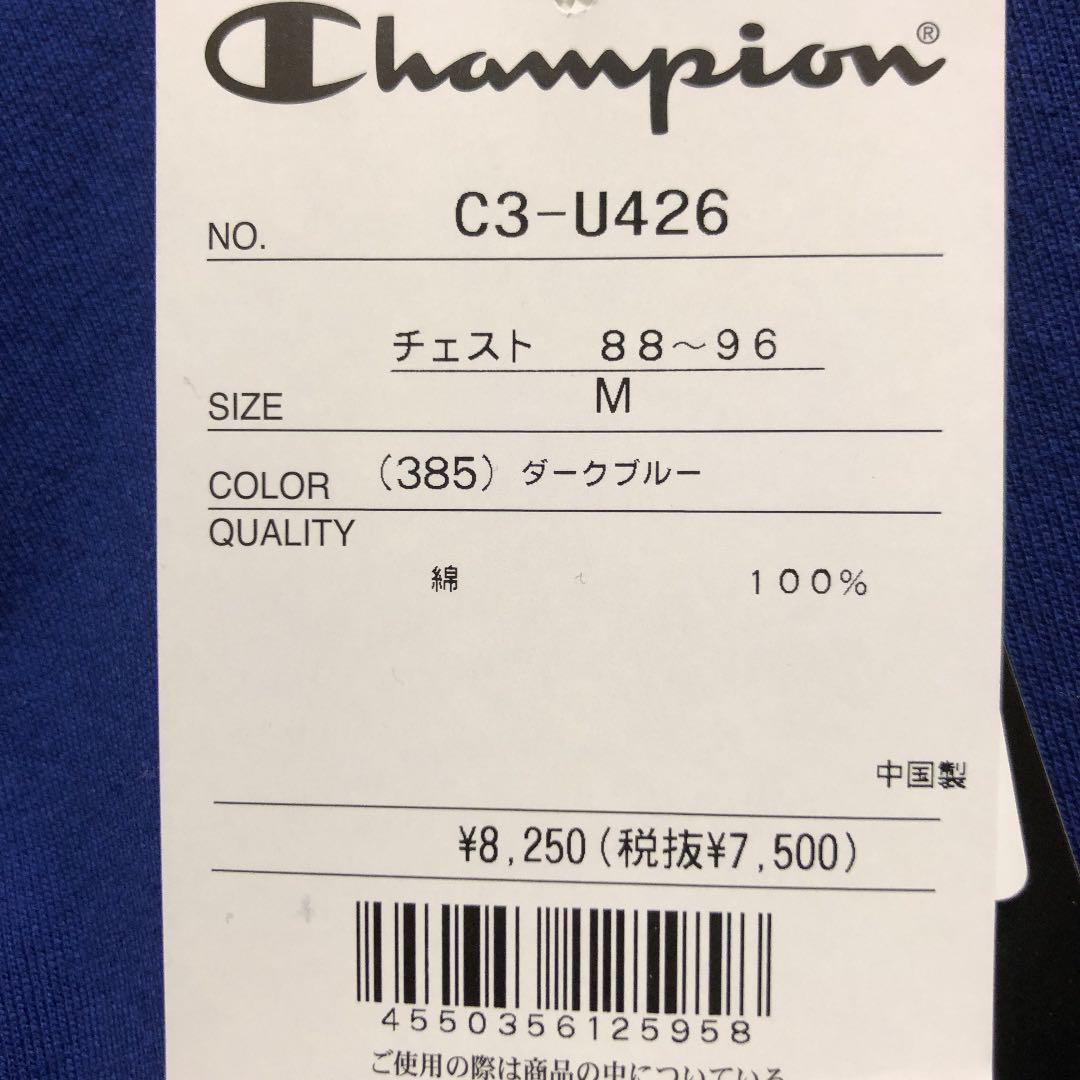 Champion®
NO. C3-U426
チェスト 88～96
SIZE M
COLOR (385) ダークブルー
QUALITY
綿 100%
中国製
¥8,250(税抜¥7,500)
4550356125958
ご使用の際は商品の中についている